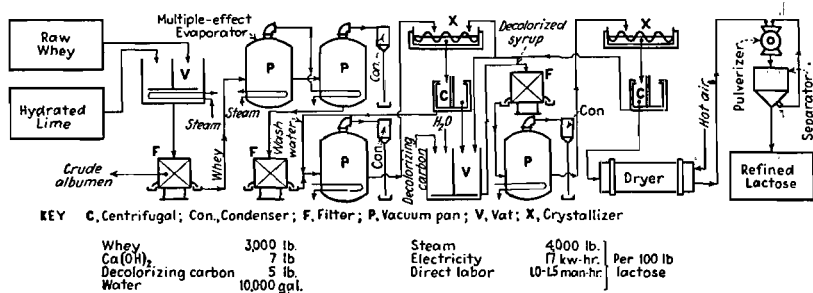 Multiple-effect
Evaporator
Raw
Whey
V
Steam
Hydrated
Lime
F
Crude
albumen
Whey
P
P
Steam
Con.
F
Wash
water
P
Con.
X
C
H₂O
Decolorizing
carbon
V
Decolorized
syrup
F
P
Con
X
C
Dryer
Hot air
Pulverizer
Separator
Refined
Lactose
KEY C, Centrifugal; Con., Condenser; F, Filter; P, Vacuum pan; V, Vat; X, Crystallizer
Whey 3,000 lb.
Ca(OH)₂ 7 lb
Decolorizing carbon 5 lb.
Water 10,000 gal.
Steam 4,000 lb.
Electricity 17 kw-hr.
Direct labor 1.0-1.5 man-hr.
Per 100 lb
lactose